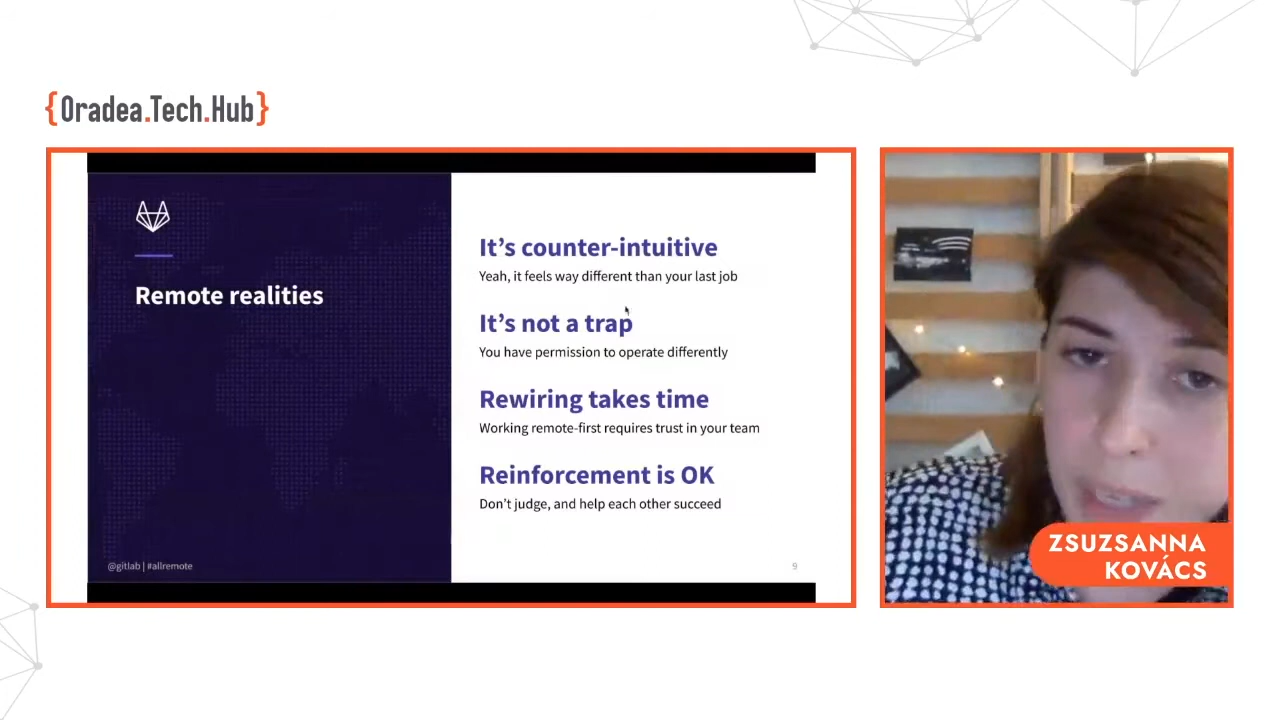 {Oradea.Tech.Hub}
Remote realities
It’s counter-intuitive
Yeah, it feels way different than your last job
It’s not a trap
You have permission to operate differently
Rewiring takes time
Working remote-first requires trust in your team
Reinforcement is OK
Don’t judge, and help each other succeed
@gitlab | #allremote
9
ZSUZSANNA
KOVÁCS